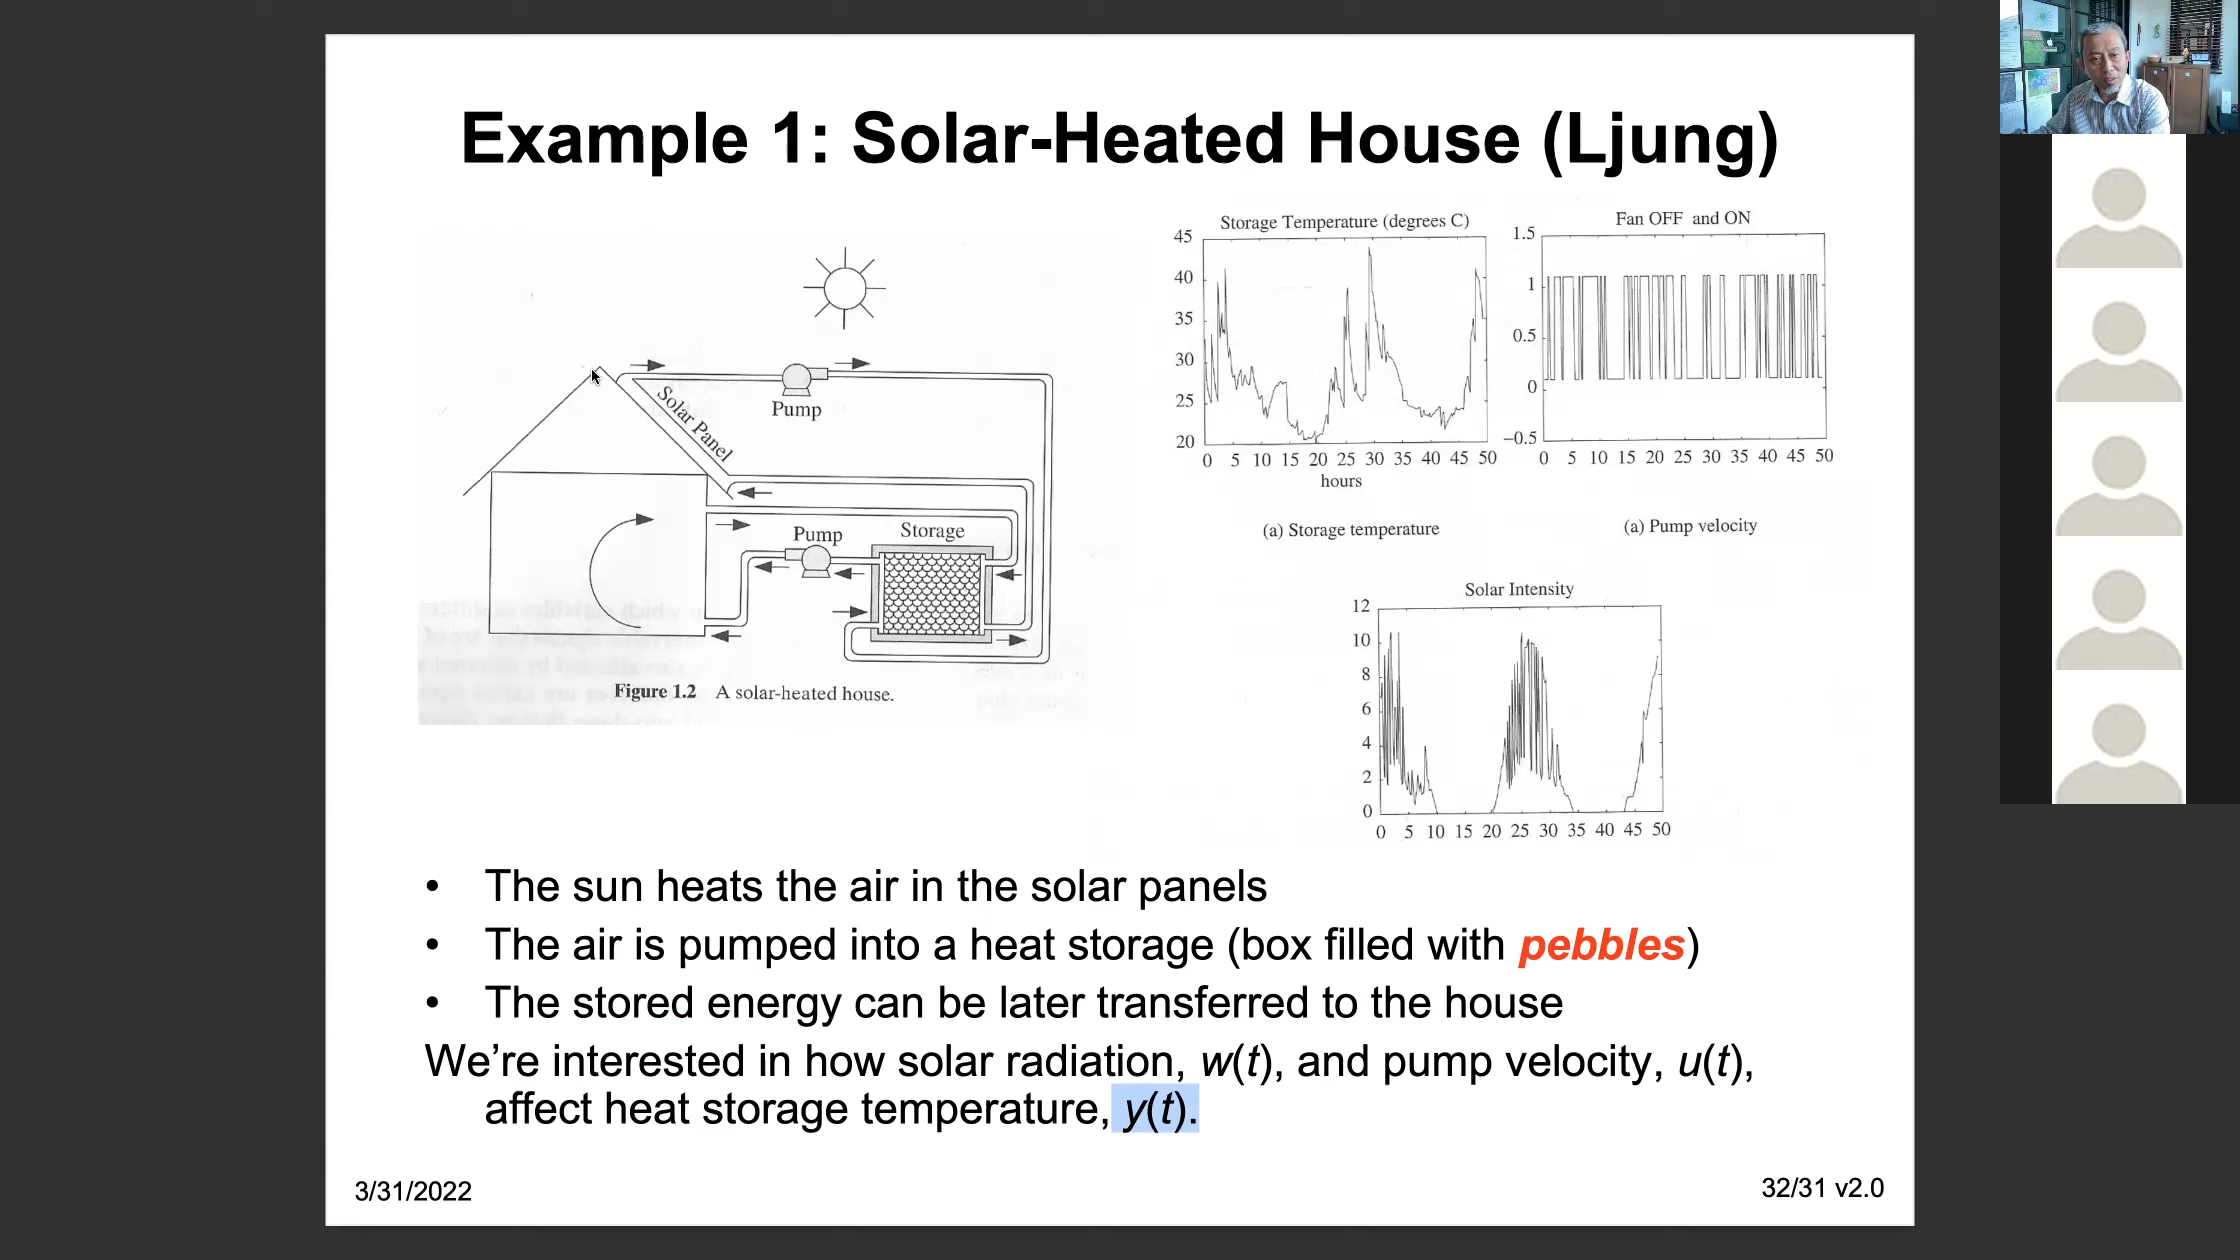 Example 1: Solar-Heated House (Ljung)
Pump
Solar Panel
Pump
Storage
Figure 1.2 A solar-heated house.
Storage Temperature (degrees C)
45
40
35
30
25
20
0 5 10 15 20 25 30 35 40 45 50
hours
(a) Storage temperature
Fan OFF and ON
1.5
1
0.5
0
−0.5
0 5 10 15 20 25 30 35 40 45 50
(a) Pump velocity
Solar Intensity
12
10
8
6
4
2
0
0 5 10 15 20 25 30 35 40 45 50
• The sun heats the air in the solar panels
• The air is pumped into a heat storage (box filled with pebbles)
• The stored energy can be later transferred to the house
We’re interested in how solar radiation, w(t), and pump velocity, u(t),
affect heat storage temperature, y(t).
3/31/2022
32/31 v2.0